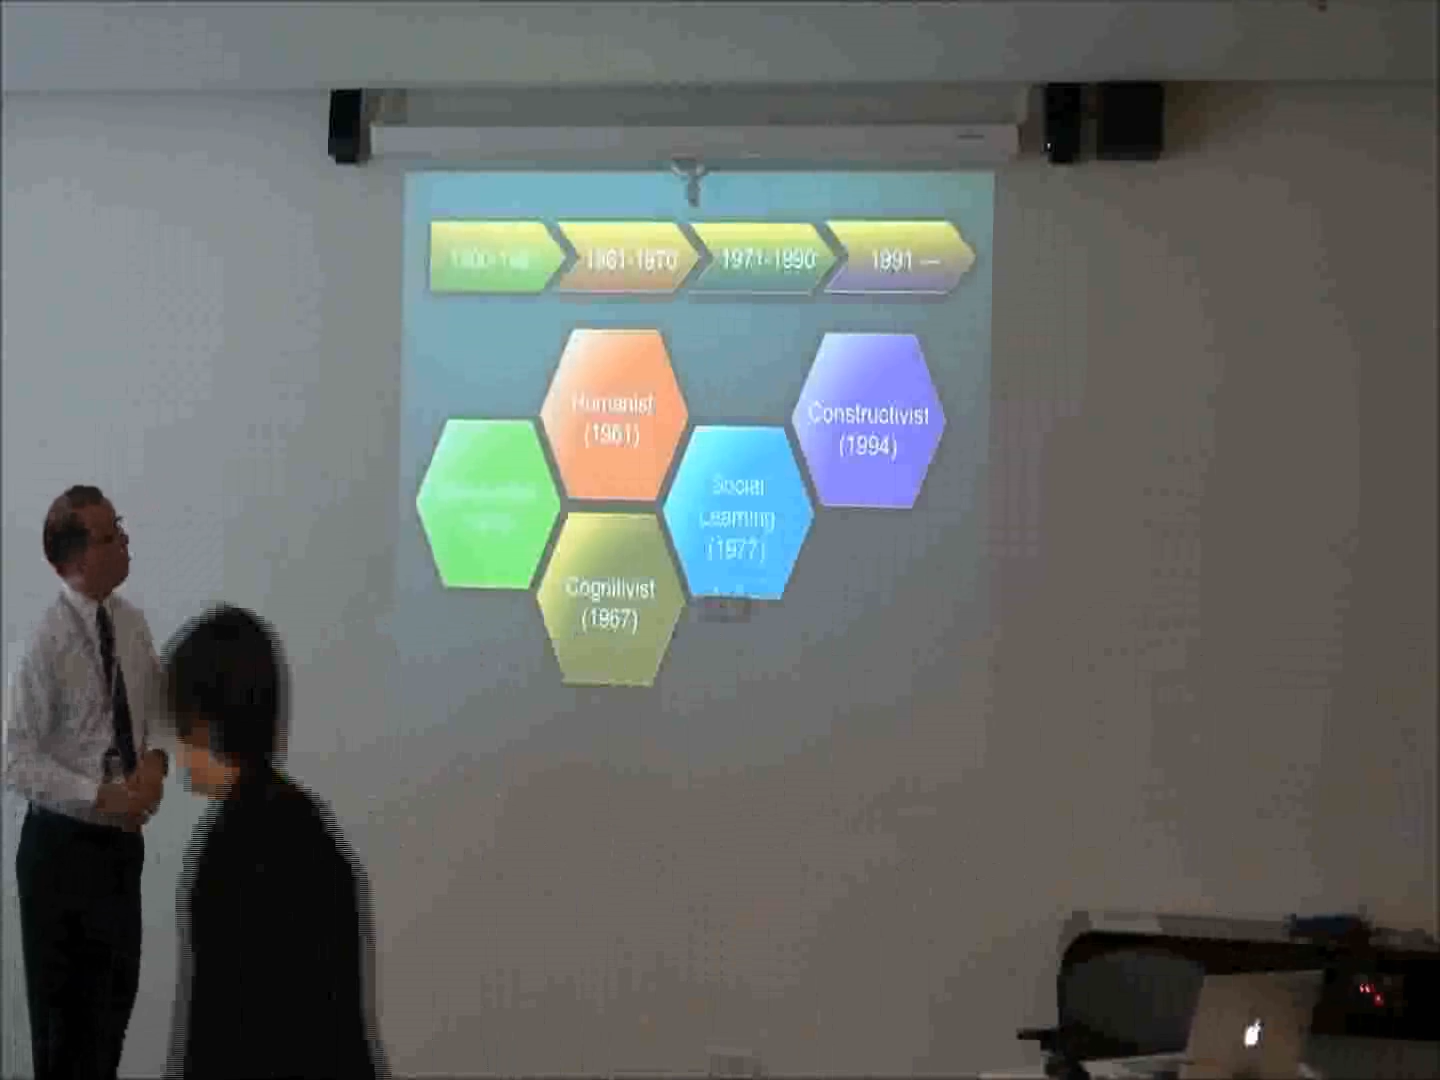 1961-1970
1971-1990
1991 —
Humanist
(1961)
Constructivist
(1994)
Social
Learning
(1977)
Cognitivist
(1967)